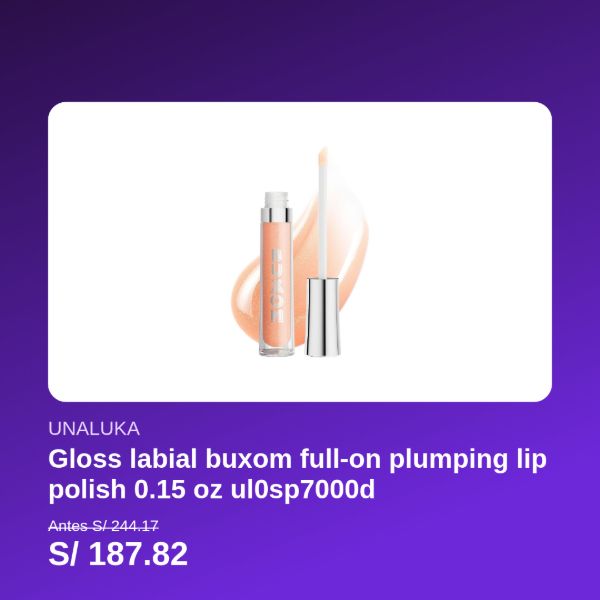 BUXOM
UNALUKA
Gloss labial buxom full-on plumping lip
polish 0.15 oz ul0sp7000d
Antes S/ 244.17
S/ 187.82